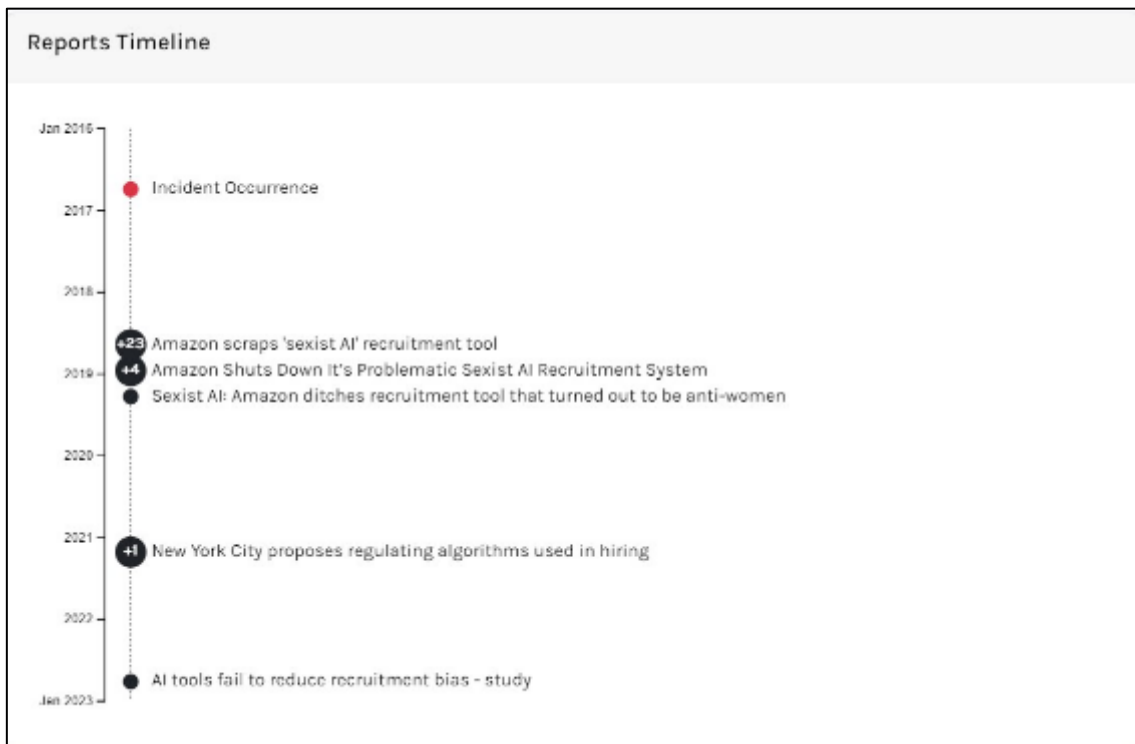 Reports Timeline
Jan 2016
Incident Occurrence
2017
2018
+23 Amazon scraps 'sexist AI' recruitment tool
2019
+4 Amazon Shuts Down It's Problematic Sexist AI Recruitment System
Sexist AI: Amazon ditches recruitment tool that turned out to be anti-women
2020
2021
+1 New York City proposes regulating algorithms used in hiring
2022
AI tools fail to reduce recruitment bias - study
Jan 2023